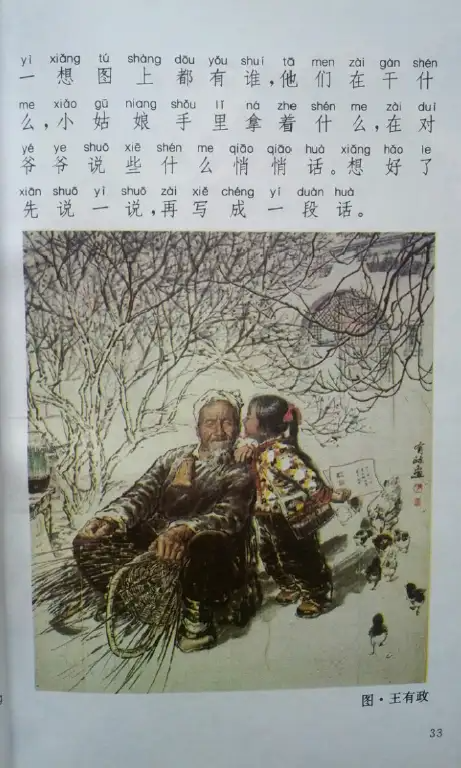 yì xiǎng tú shàng dōu yǒu shuí tā men zài gàn shén
一想图上都有谁,他们在干什
me xiǎo gū niang shǒu lǐ ná zhe shén me zài duì
么,小姑娘手里拿着什么,在对
yé ye shuō xiē shén me qiāo qiāo huà xiǎng hǎo le
爷爷说些什么悄悄话。想好了
xiān shuō yì shuō zài xiě chéng yí duàn huà
先说一说,再写成一段话。
图·王有政
33